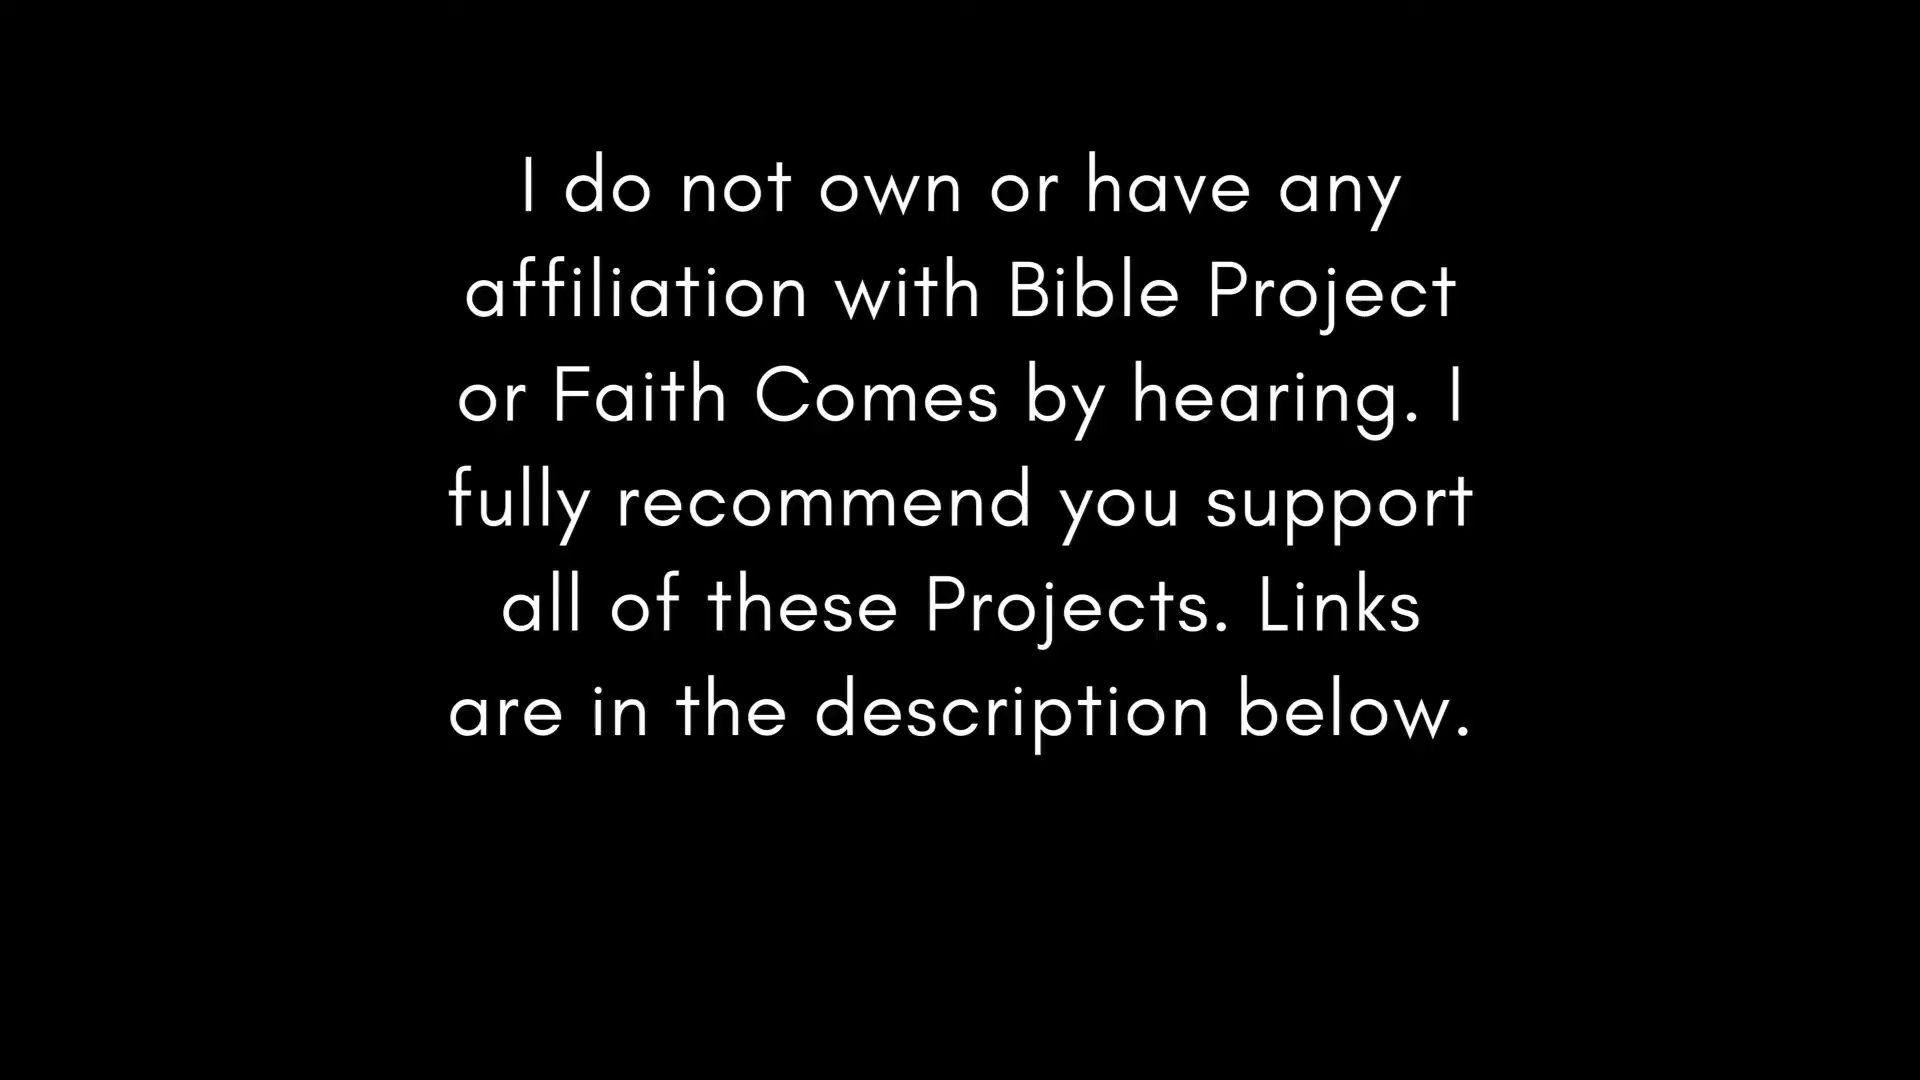 I do not own or have any
affiliation with Bible Project
or Faith Comes by hearing. I
fully recommend you support
all of these Projects. Links
are in the description below.